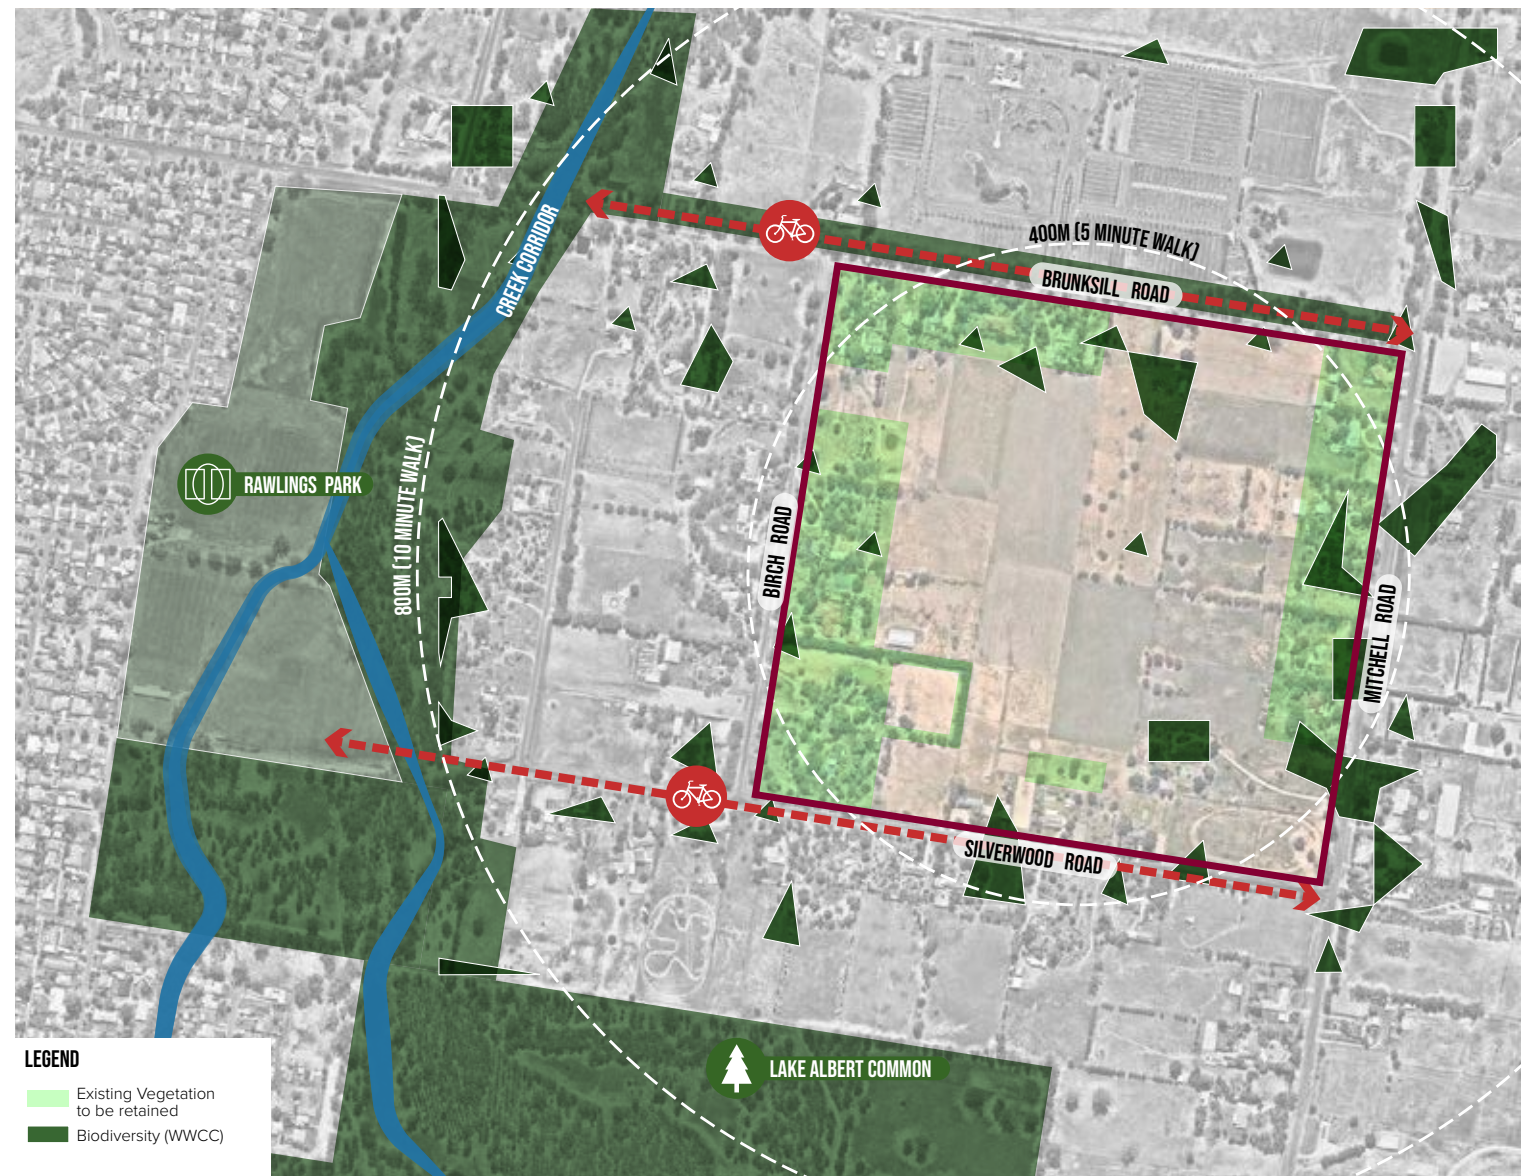 400M (5 MINUTE WALK)
BRUNKSILL ROAD
CREEK CORRIDOR
800M (10 MINUTE WALK)
RAWLINGS PARK
BIRCH ROAD
MITCHELL ROAD
SILVERWOOD ROAD
LAKE ALBERT COMMON
LEGEND
Existing Vegetation
to be retained
Biodiversity (WWCC)